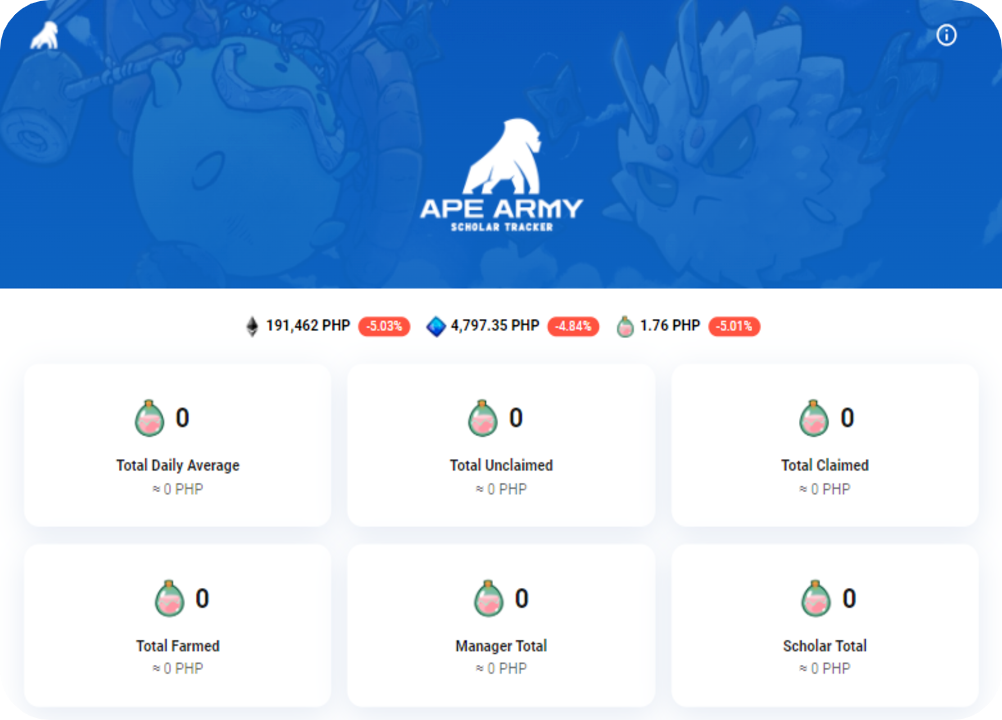 APE ARMY
SCHOLAR TRACKER
191,462 PHP -5.03% 4,797.35 PHP -4.84% 1.76 PHP -5.01%
0 0 0
Total Daily Average Total Unclaimed Total Claimed
≈ 0 PHP ≈ 0 PHP ≈ 0 PHP
0 0 0
Total Farmed Manager Total Scholar Total
≈ 0 PHP ≈ 0 PHP ≈ 0 PHP